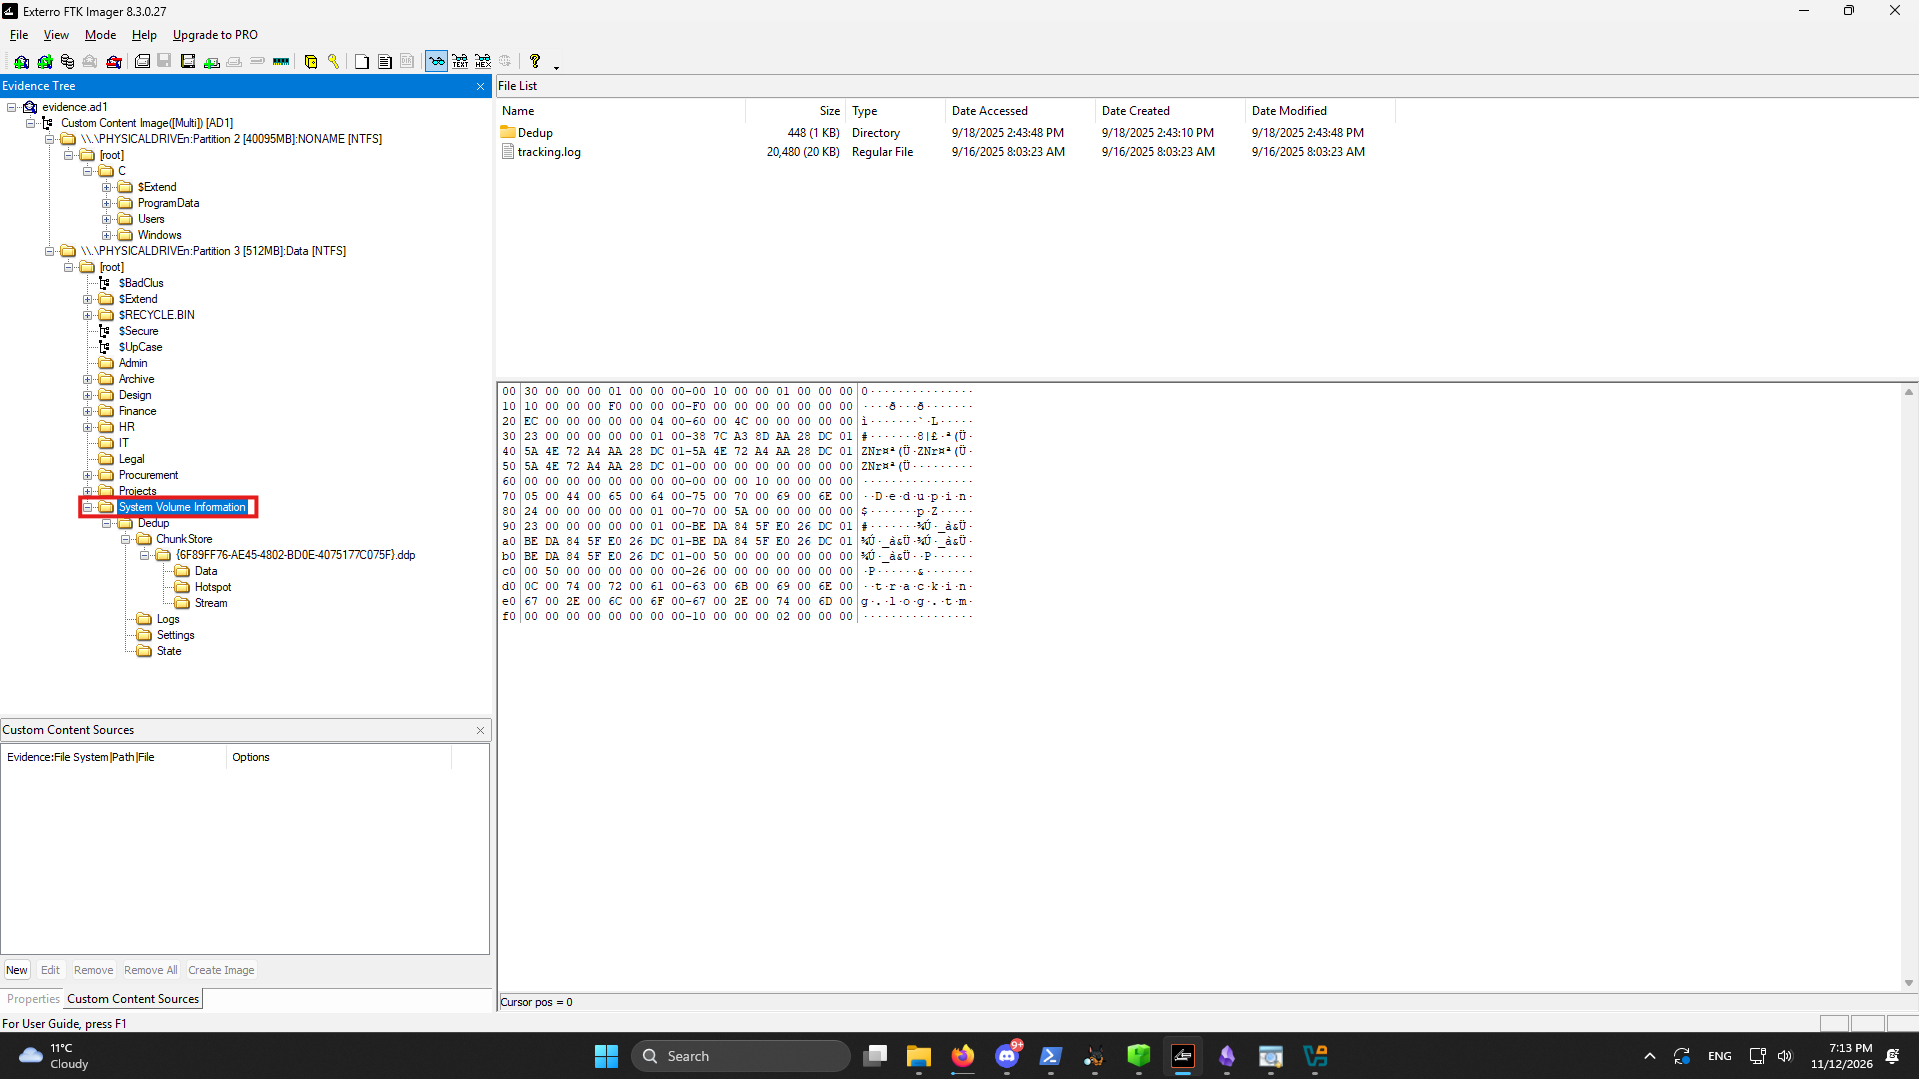 Exterro FTK Imager 8.3.0.27
File View Mode Help Upgrade to PRO
Evidence Tree
evidence.ad1
Custom Content Image([Multi]) [AD1]
\\.\PHYSICALDRIVEn:Partition 2 [40095MB]:NONAME [NTFS]
[root]
C
$Extend
ProgramData
Users
Windows
\\.\PHYSICALDRIVEn:Partition 3 [512MB]:Data [NTFS]
[root]
$BadClus
$Extend
$RECYCLE.BIN
$Secure
$UpCase
Admin
Archive
Design
Finance
HR
IT
Legal
Procurement
Projects
System Volume Information
Dedup
ChunkStore
{6F89FF76-AE45-4802-BD0E-4075177C075F}.ddp
Data
Hotspot
Stream
Logs
Settings
State
Custom Content Sources
Evidence:File System|Path|File Options
New Edit Remove Remove All Create Image
Properties Custom Content Sources
For User Guide, press F1
File List
Name Size Type Date Accessed Date Created Date Modified
Dedup 448 (1 KB) Directory 9/18/2025 2:43:48 PM 9/18/2025 2:43:10 PM 9/18/2025 2:43:48 PM
tracking.log 20,480 (20 KB) Regular File 9/16/2025 8:03:23 AM 9/16/2025 8:03:23 AM 9/16/2025 8:03:23 AM
00 30 00 00 00 01 00 00 00-00 10 00 00 01 00 00 00 0···············
10 10 00 00 00 F0 00 00 00-F0 00 00 00 00 00 00 00 ····ð···ð·······
20 EC 00 00 00 00 00 04 00-60 00 4C 00 00 00 00 00 ì·······`·L·····
30 23 00 00 00 00 00 01 00-38 7C A3 8D AA 28 DC 01 #·······8|£·ª(Ü·
40 5A 4E 72 A4 AA 28 DC 01-5A 4E 72 A4 AA 28 DC 01 ZNr¤ª(Ü·ZNr¤ª(Ü·
50 5A 4E 72 A4 AA 28 DC 01-00 00 00 00 00 00 00 00 ZNr¤ª(Ü·········
60 00 00 00 00 00 00 00 00-00 00 00 10 00 00 00 00 ················
70 05 00 44 00 65 00 64 00-75 00 70 00 69 00 6E 00 ··D·e·d·u·p·i·n·
80 24 00 00 00 00 00 01 00-70 00 5A 00 00 00 00 00 $·······p·Z·····
90 23 00 00 00 00 00 01 00-BE DA 84 5F E0 26 DC 01 #·······¾Ú·_à&Ü·
a0 BE DA 84 5F E0 26 DC 01-BE DA 84 5F E0 26 DC 01 ¾Ú·_à&Ü·¾Ú·_à&Ü·
b0 BE DA 84 5F E0 26 DC 01-00 50 00 00 00 00 00 00 ¾Ú·_à&Ü··P······
c0 00 50 00 00 00 00 00 00-26 00 00 00 00 00 00 00 ·P······&·······
d0 0C 00 74 00 72 00 61 00-63 00 6B 00 69 00 6E 00 ··t·r·a·c·k·i·n·
e0 67 00 2E 00 6C 00 6F 00-67 00 2E 00 74 00 6D 00 g·.·l·o·g·.·t·m·
f0 00 00 00 00 00 00 00 00-10 00 00 00 02 00 00 00 ················
Cursor pos = 0
11°C
Cloudy
Search
9+
ENG
7:13 PM
11/12/2026